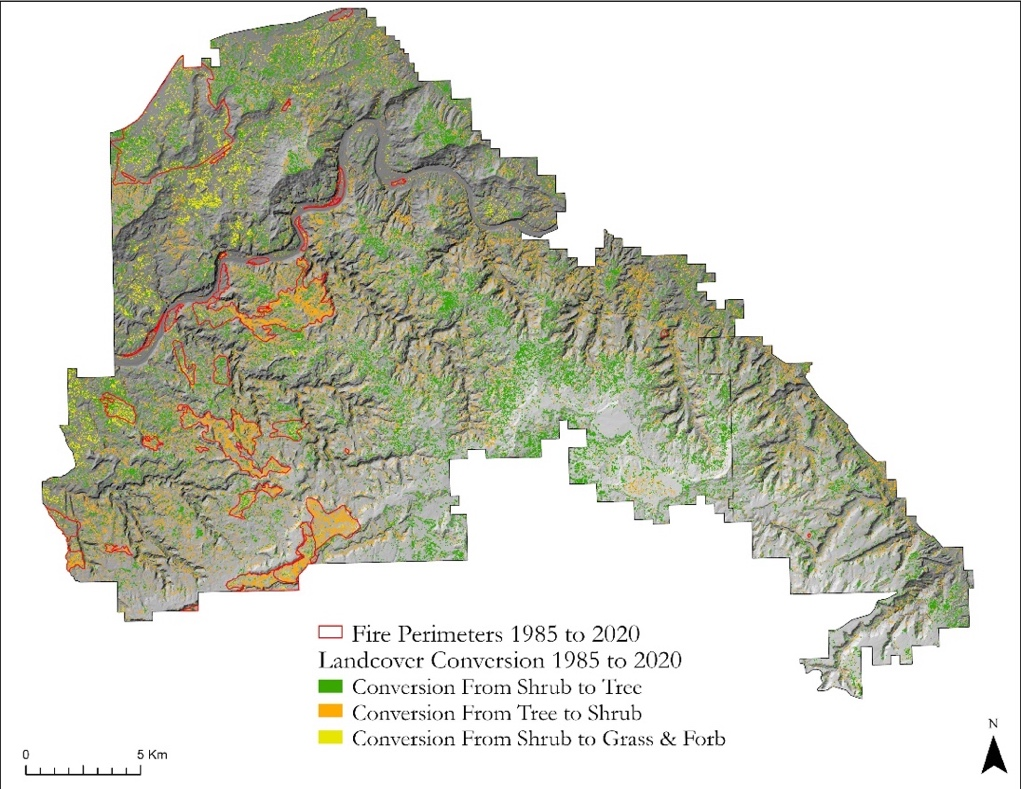 Fire Perimeters 1985 to 2020
Landcover Conversion 1985 to 2020
Conversion From Shrub to Tree
Conversion From Tree to Shrub
Conversion From Shrub to Grass & Forb
0 5 Km
N